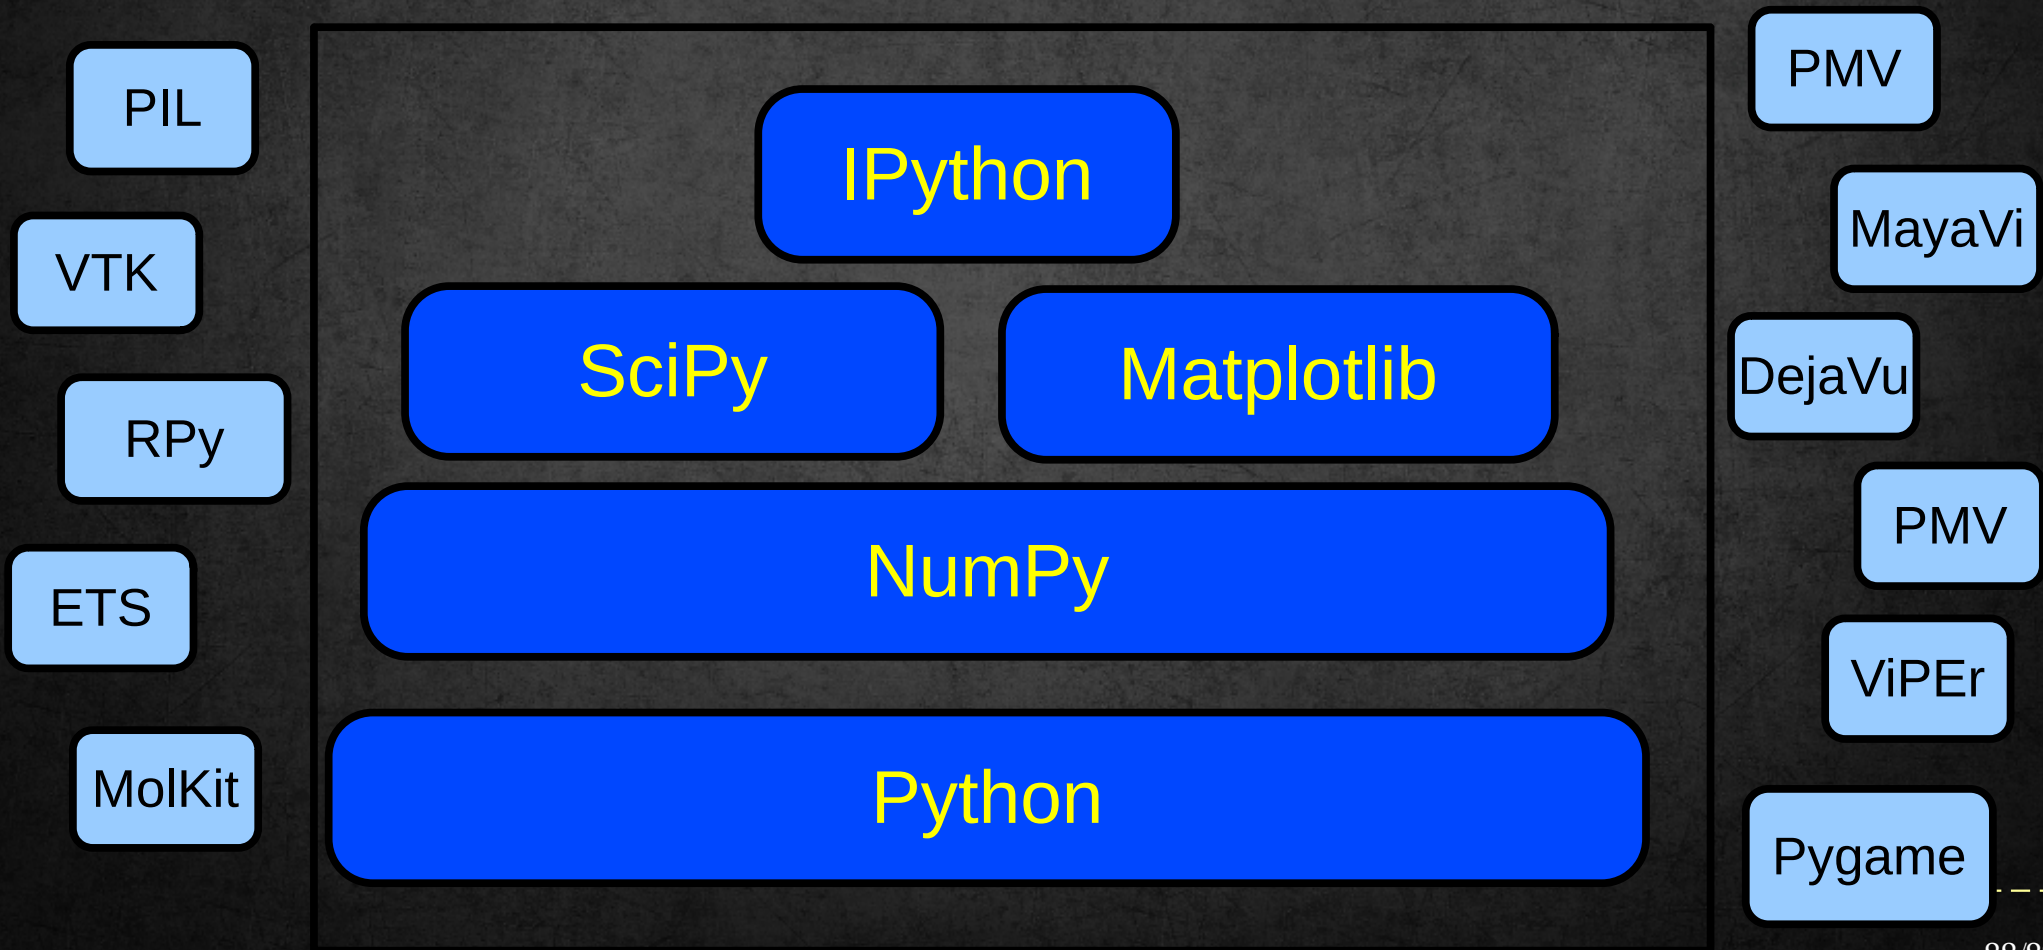 PIL
VTK
RPy
ETS
MolKit
IPython
SciPy
Matplotlib
NumPy
Python
PMV
MayaVi
DejaVu
PMV
ViPEr
Pygame